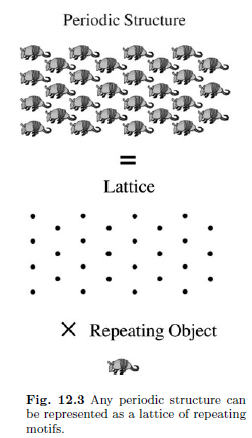 Periodic Structure
=
Lattice
× Repeating Object
Fig. 12.3 Any periodic structure can
be represented as a lattice of repeating
motifs.